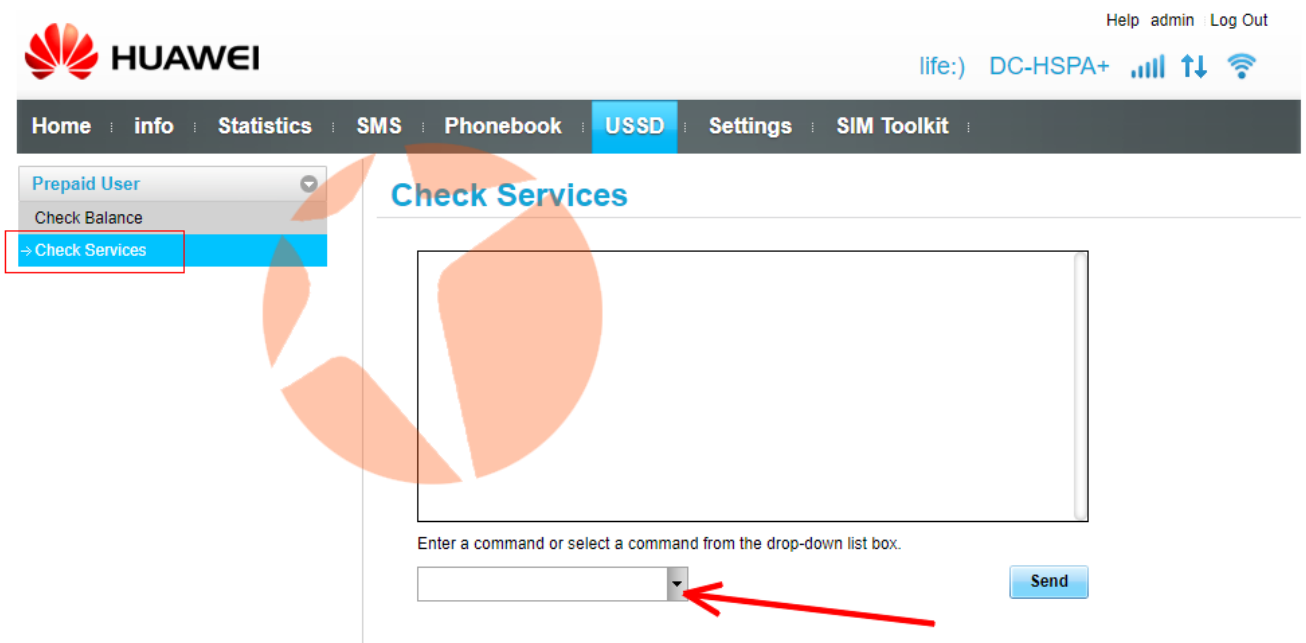 Help admin Log Out
HUAWEI
life:) DC-HSPA+
Home info Statistics SMS Phonebook USSD Settings SIM Toolkit
Prepaid User
Check Balance
Check Services
Check Services
Enter a command or select a command from the drop-down list box.
Send